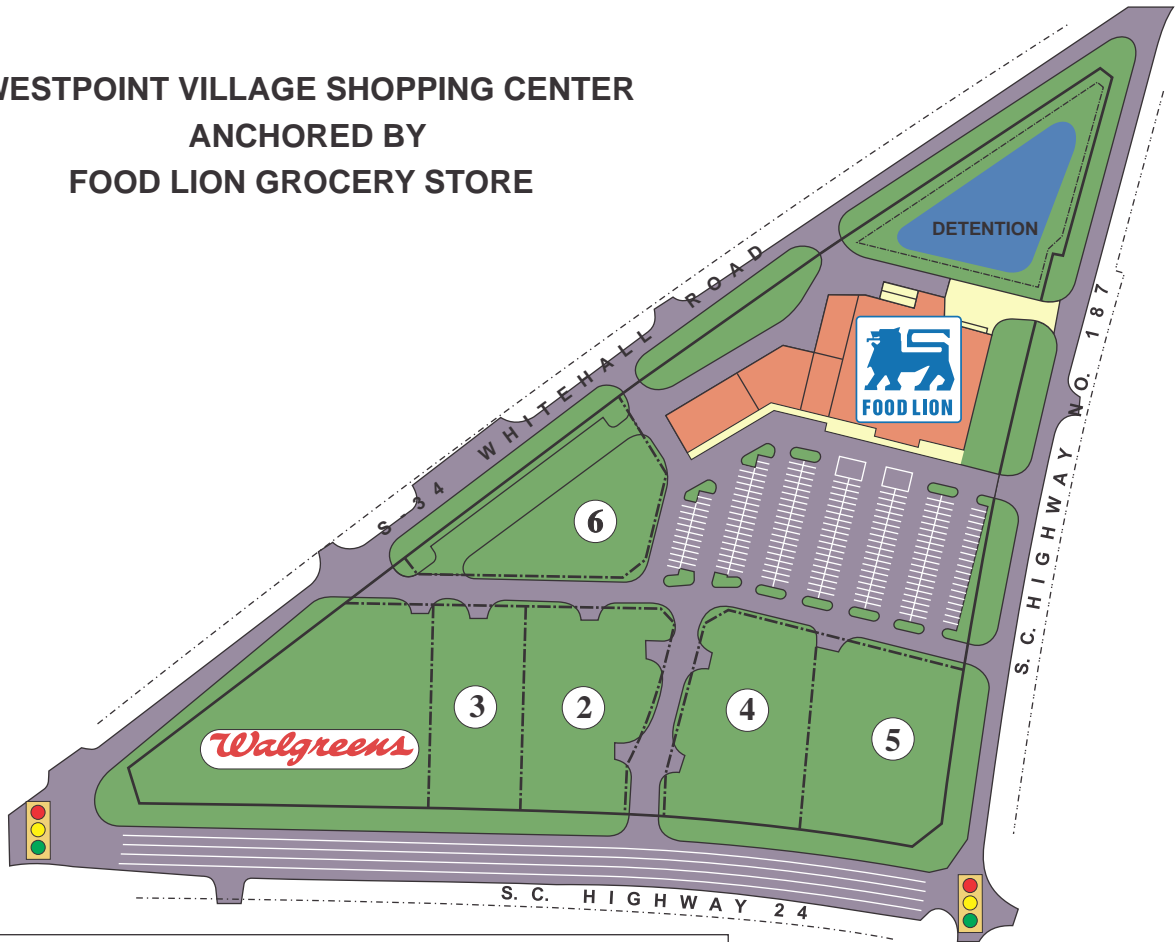 WESTPOINT VILLAGE SHOPPING CENTER
ANCHORED BY
FOOD LION GROCERY STORE
DETENTION
S-34 WHITEHALL ROAD
S.C. HIGHWAY NO. 187
FOOD LION
6
3
2
4
5
Walgreens
S.C. HIGHWAY 24